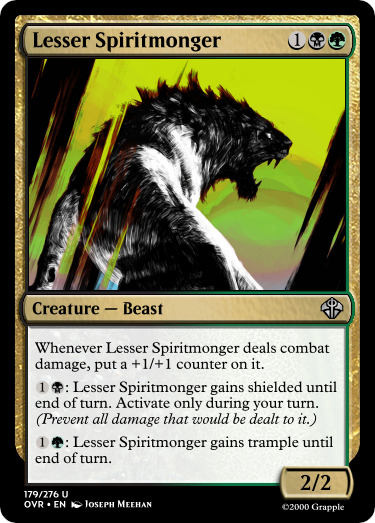 Lesser Spiritmonger 1
Creature — Beast
Whenever Lesser Spiritmonger deals combat
damage, put a +1/+1 counter on it.
1 : Lesser Spiritmonger gains shielded until
end of turn. Activate only during your turn.
(Prevent all damage that would be dealt to it.)
1 : Lesser Spiritmonger gains trample until
end of turn.
2/2
179/276 U
OVR • EN Joseph Meehan
©2000 Grapple